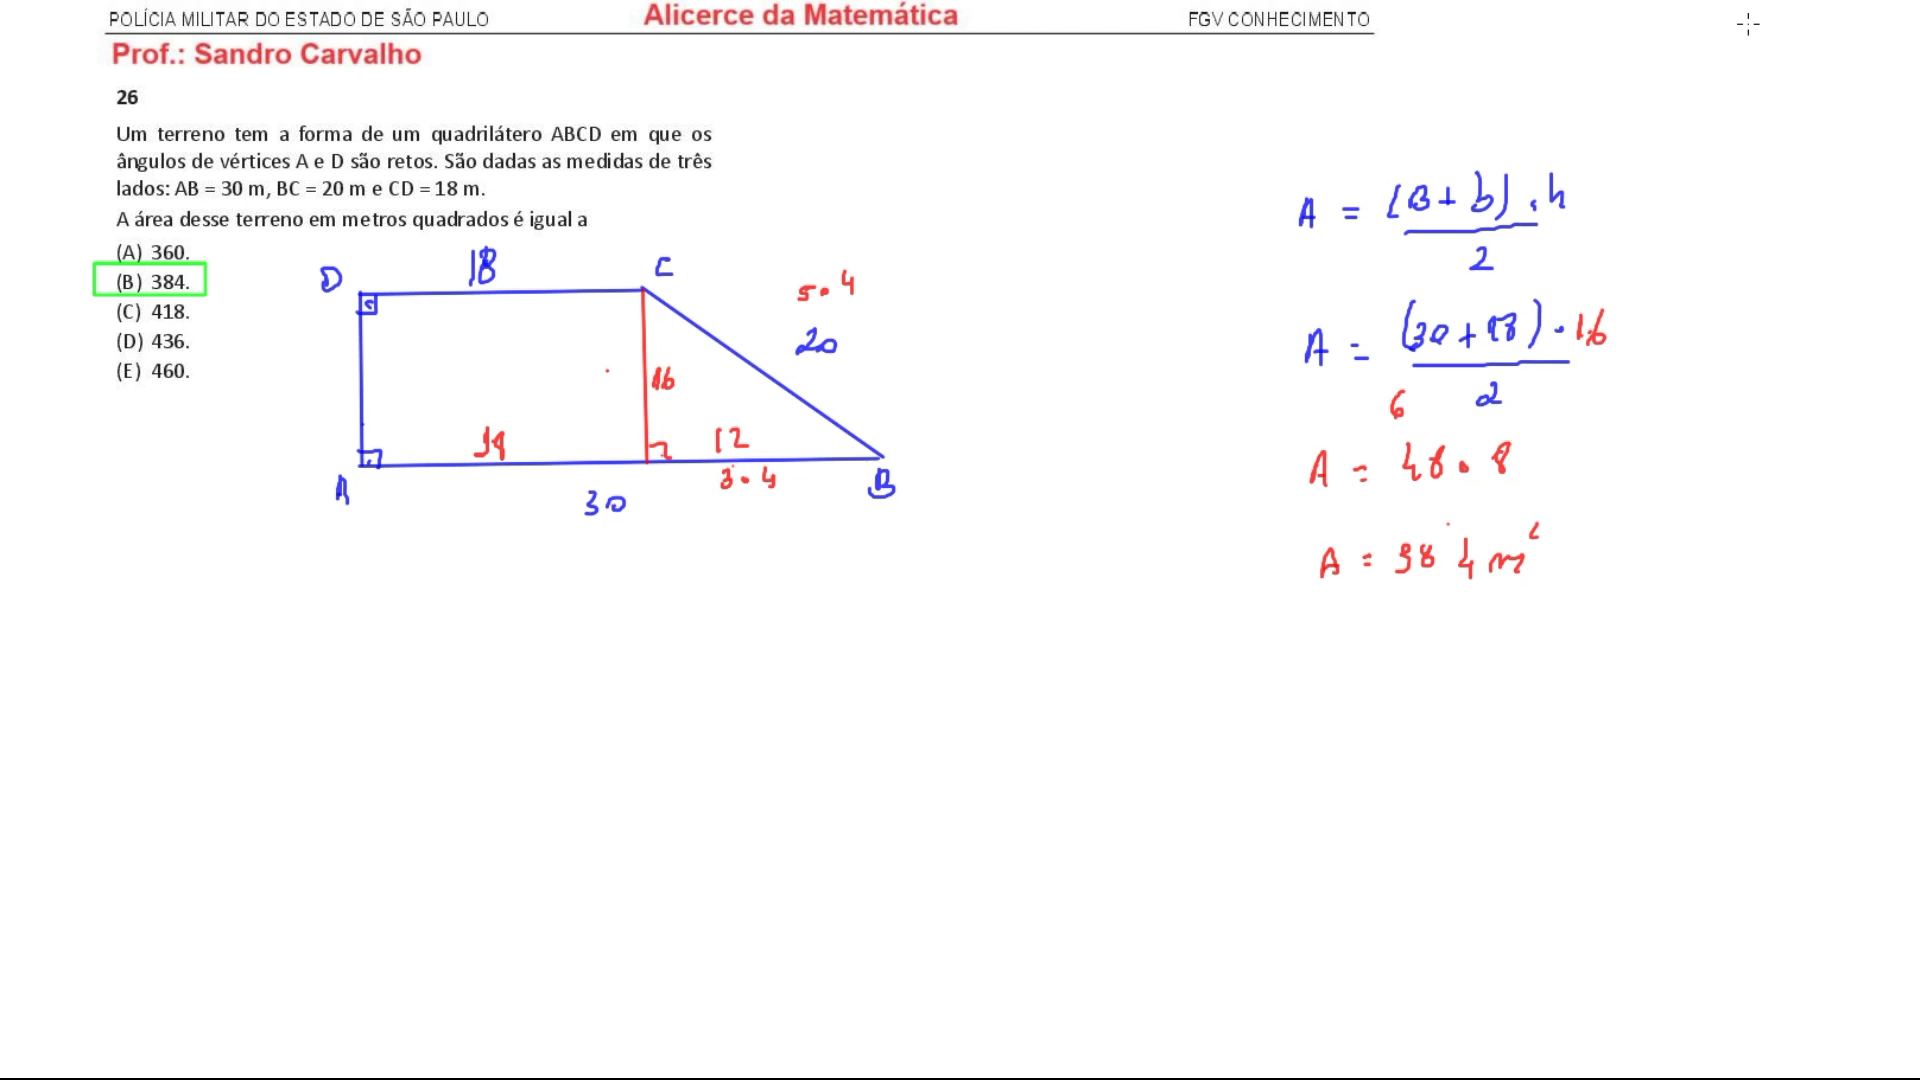 POLÍCIA MILITAR DO ESTADO DE SÃO PAULO Alicerce da Matemática FGV CONHECIMENTO
Prof.: Sandro Carvalho
26
Um terreno tem a forma de um quadrilátero ABCD em que os
ângulos de vértices A e D são retos. São dadas as medidas de três
lados: AB = 30 m, BC = 20 m e CD = 18 m.
A área desse terreno em metros quadrados é igual a
(A) 360.
(B) 384.
(C) 418.
(D) 436.
(E) 460.
D 18 C
5.4
20
16
12
3.4
A 30 B
A = (B+b).h
2
A = (30+18).16
2
6
A = 48.8
A = 384 m²